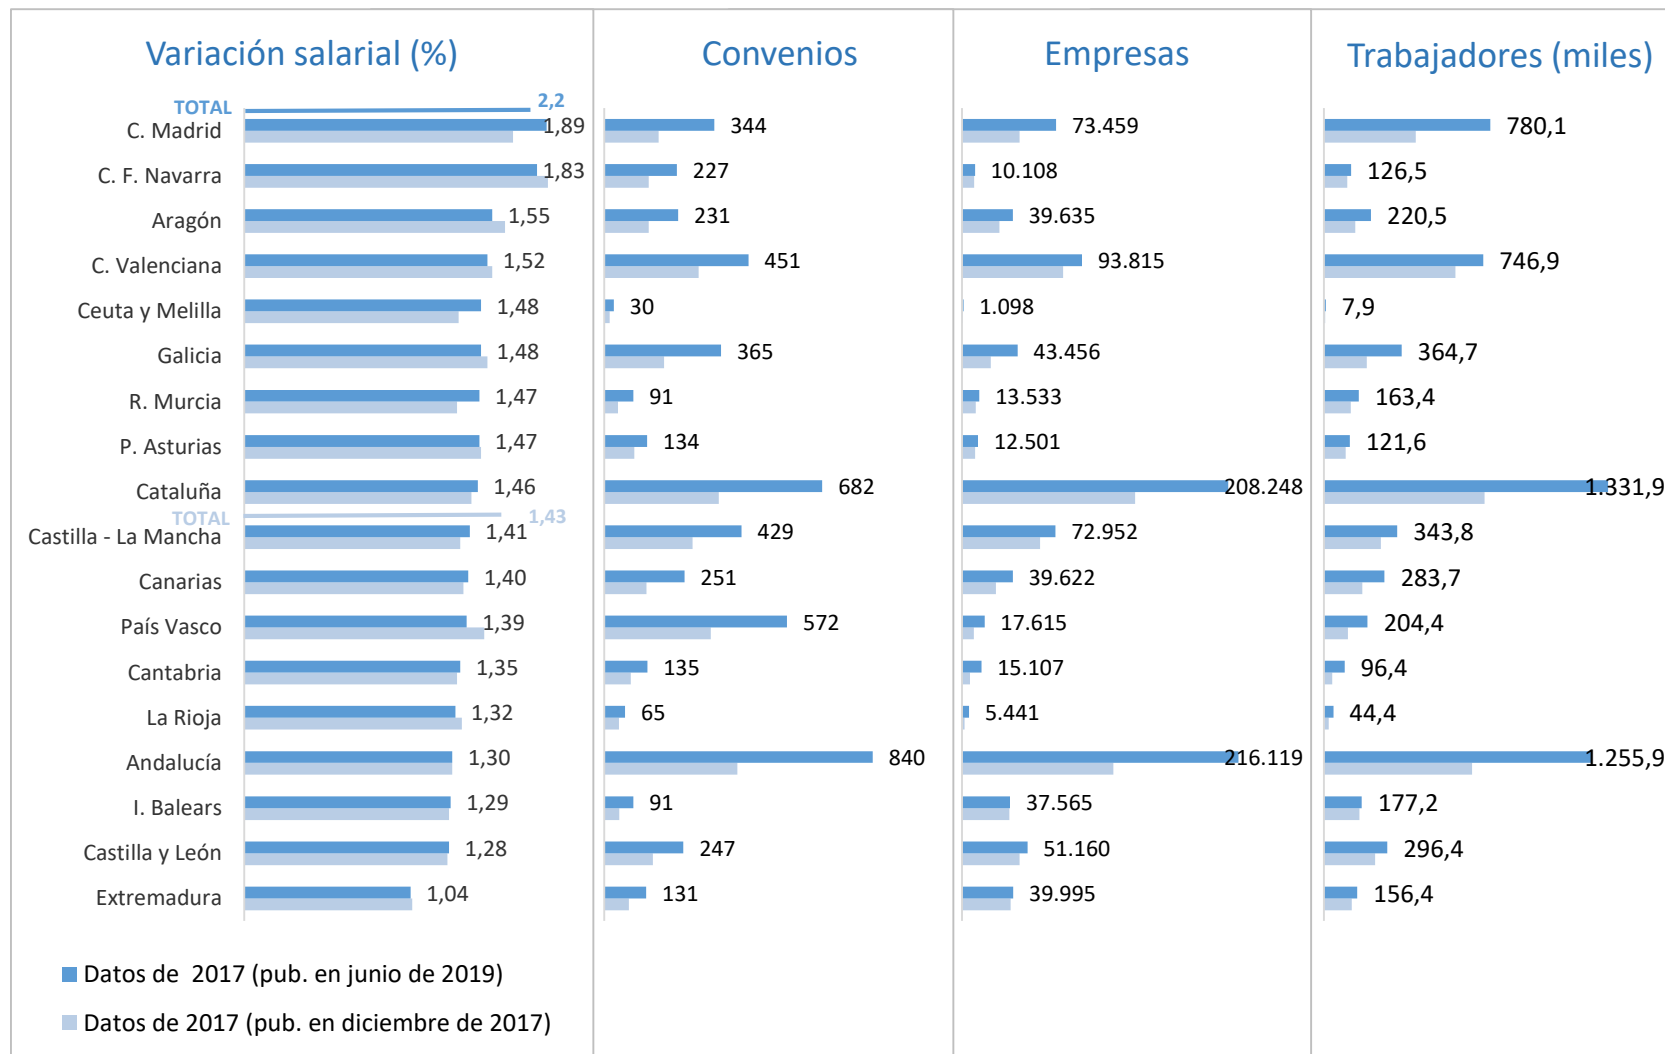 Variación salarial (%) Convenios Empresas Trabajadores (miles)
TOTAL 2,2
C. Madrid 1,89 344 73.459 780,1
C. F. Navarra 1,83 227 10.108 126,5
Aragón 1,55 231 39.635 220,5
C. Valenciana 1,52 451 93.815 746,9
Ceuta y Melilla 1,48 30 1.098 7,9
Galicia 1,48 365 43.456 364,7
R. Murcia 1,47 91 13.533 163,4
P. Asturias 1,47 134 12.501 121,6
Cataluña 1,46 682 208.248 1.331,9
TOTAL 1,43
Castilla - La Mancha 1,41 429 72.952 343,8
Canarias 1,40 251 39.622 283,7
País Vasco 1,39 572 17.615 204,4
Cantabria 1,35 135 15.107 96,4
La Rioja 1,32 65 5.441 44,4
Andalucía 1,30 840 216.119 1.255,9
I. Balears 1,29 91 37.565 177,2
Castilla y León 1,28 247 51.160 296,4
Extremadura 1,04 131 39.995 156,4
Datos de 2017 (pub. en junio de 2019)
Datos de 2017 (pub. en diciembre de 2017)